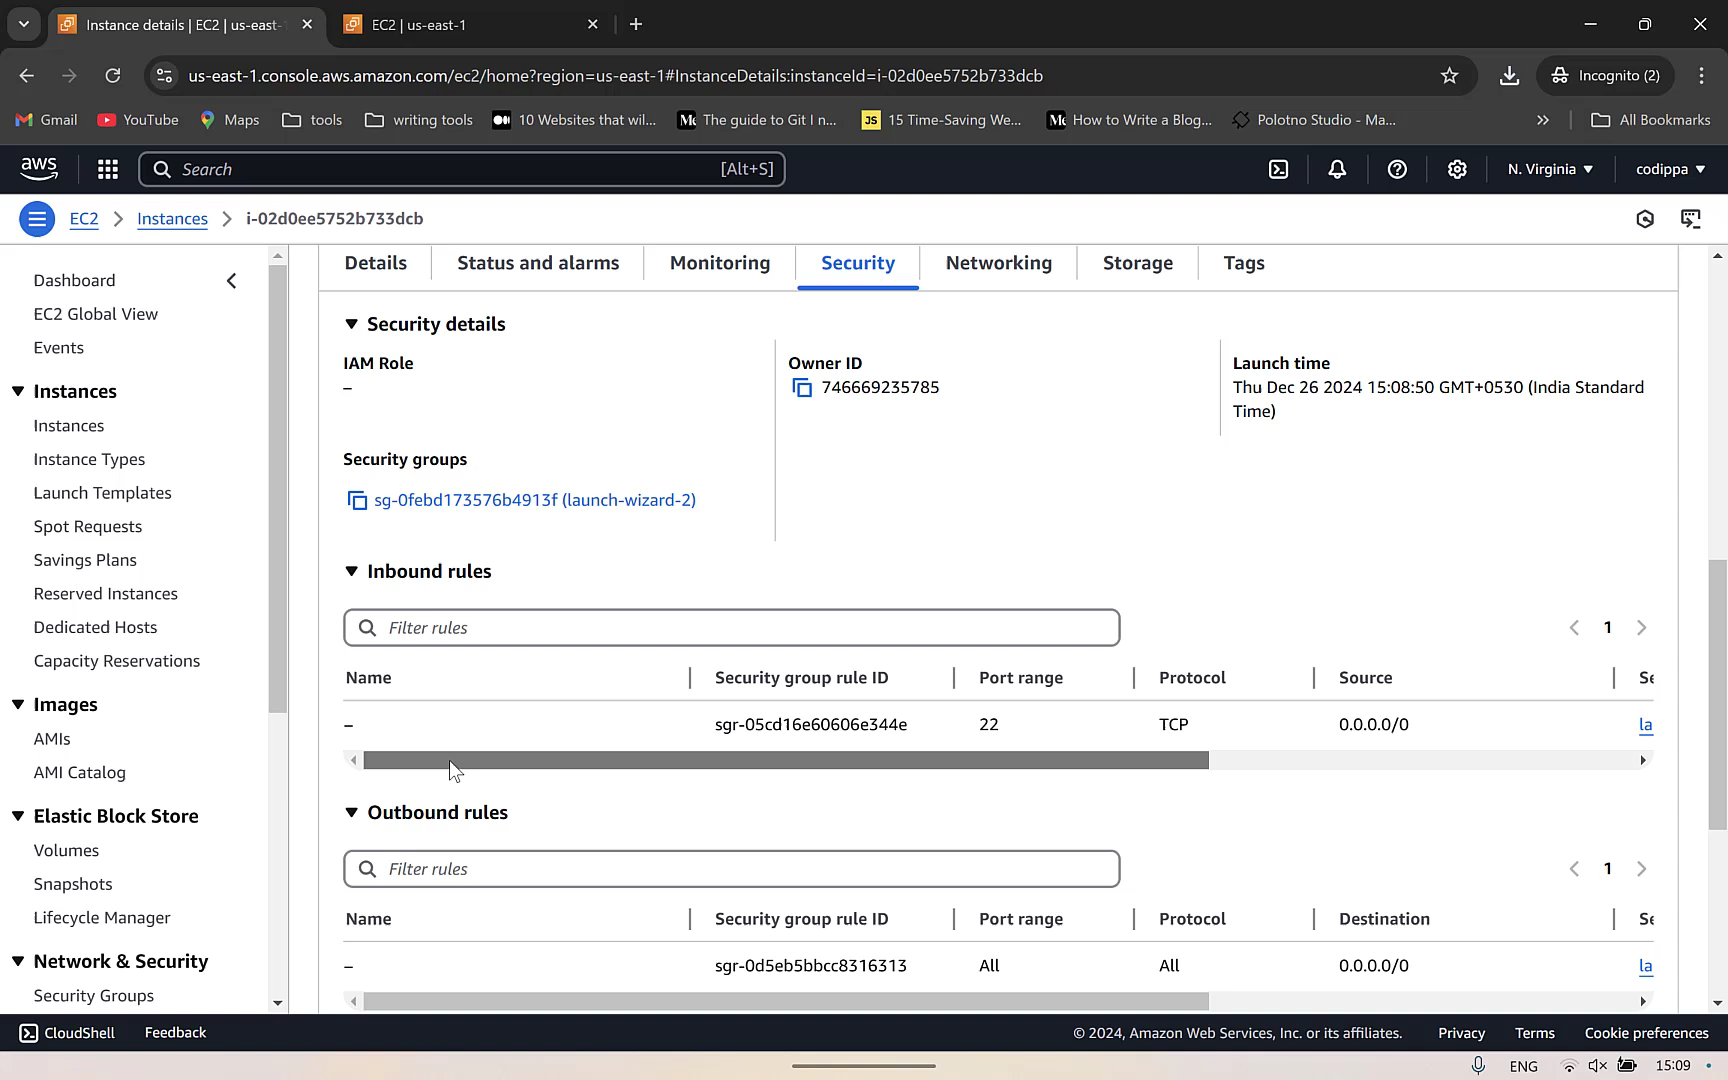 Instance details | EC2 | us-east-
EC2 | us-east-1
us-east-1.console.aws.amazon.com/ec2/home?region=us-east-1#InstanceDetails:instanceId=i-02d0ee5752b733dcb
Incognito (2)
Gmail
YouTube
Maps
tools
writing tools
10 Websites that wil...
The guide to Git I n...
JS
15 Time-Saving We...
How to Write a Blog...
Polotno Studio - Ma...
All Bookmarks
aws
Search
[Alt+S]
N. Virginia
codippa
EC2
Instances
i-02d0ee5752b733dcb
Dashboard
EC2 Global View
Events
Instances
Instances
Instance Types
Launch Templates
Spot Requests
Savings Plans
Reserved Instances
Dedicated Hosts
Capacity Reservations
Images
AMIs
AMI Catalog
Elastic Block Store
Volumes
Snapshots
Lifecycle Manager
Network & Security
Security Groups
Details
Status and alarms
Monitoring
Security
Networking
Storage
Tags
Security details
IAM Role
–
Owner ID
746669235785
Launch time
Thu Dec 26 2024 15:08:50 GMT+0530 (India Standard
Time)
Security groups
sg-0febd173576b4913f (launch-wizard-2)
Inbound rules
Filter rules
1
Name
Security group rule ID
Port range
Protocol
Source
Se
–
sgr-05cd16e60606e344e
22
TCP
0.0.0.0/0
la
Outbound rules
Filter rules
1
Name
Security group rule ID
Port range
Protocol
Destination
Se
–
sgr-0d5eb5bbcc8316313
All
All
0.0.0.0/0
la
CloudShell
Feedback
© 2024, Amazon Web Services, Inc. or its affiliates.
Privacy
Terms
Cookie preferences
ENG
15:09